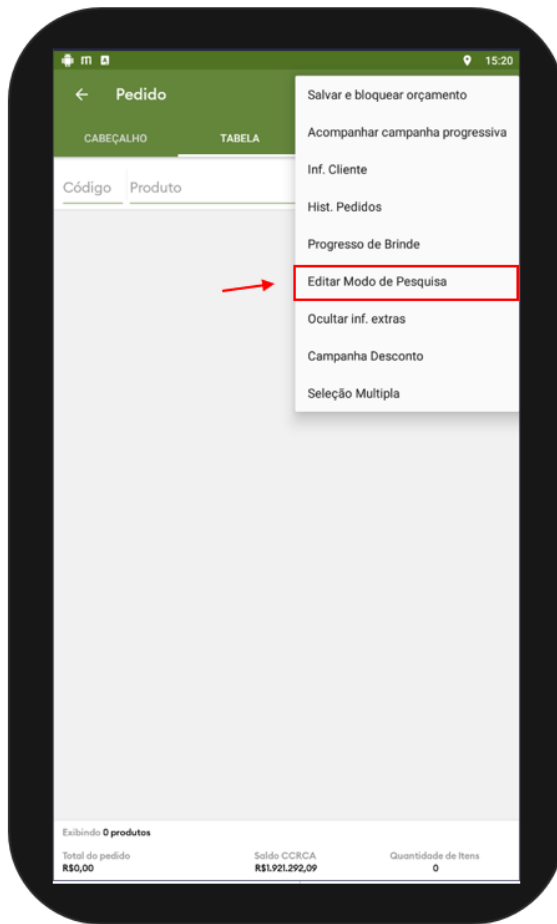 15:20
Pedido
CABEÇALHO
TABELA
Código
Produto
Salvar e bloquear orçamento
Acompanhar campanha progressiva
Inf. Cliente
Hist. Pedidos
Progresso de Brinde
Editar Modo de Pesquisa
Ocultar inf. extras
Campanha Desconto
Seleção Multipla
Exibindo 0 produtos
Total do pedido
R$0,00
Saldo CCRCA
R$1.921.292,09
Quantidade de Itens
0